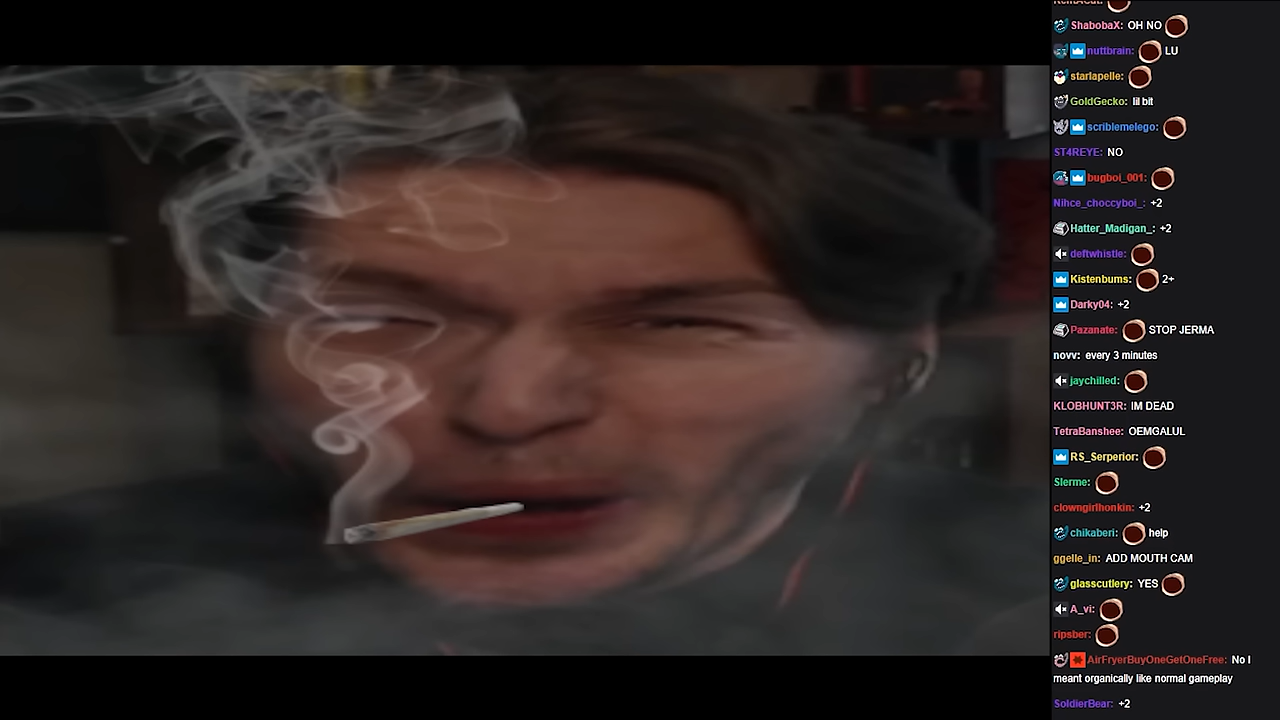 ShabobaX: OH NO
nuttbrain: LU
starlapelle:
GoldGecko: lil bit
scriblemelego:
ST4REYE: NO
bugboi_001:
Nihce_choccyboi_: +2
Hatter_Madigan_: +2
deftwhistle:
Kistenbums: 2+
Darky04: +2
Pazanate: STOP JERMA
novv: every 3 minutes
jaychilled:
KLOBHUNT3R: IM DEAD
TetraBanshee: OEMGALUL
RS_Serperior:
Slerme:
clowngirlhonkin: +2
chikaberi: help
ggelle_in: ADD MOUTH CAM
glasscutlery: YES
A_vi:
ripsber:
AirFryerBuyOneGetOneFree: No I
meant organically like normal gameplay
SoldierBear: +2